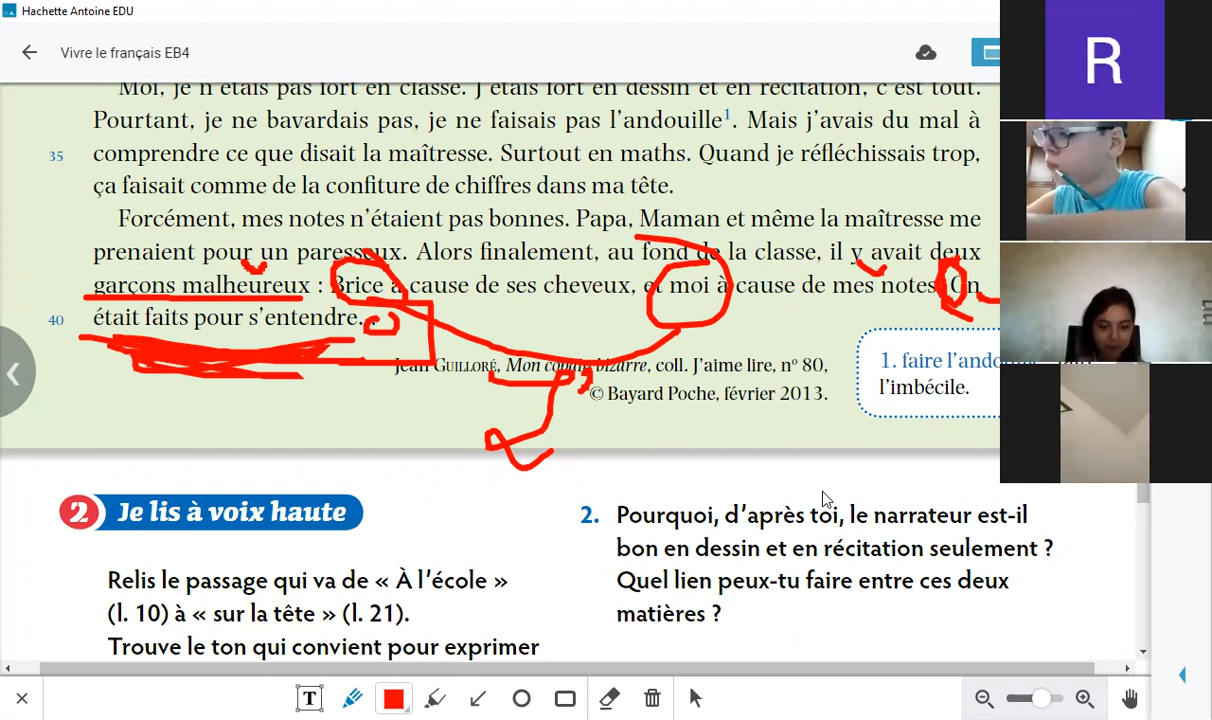 Hachette Antoine EDU
Vivre le français EB4
Moi, je n'étais pas fort en classe. J'étais fort en dessin et en récitation, c'est tout.
Pourtant, je ne bavardais pas, je ne faisais pas l'andouille¹. Mais j'avais du mal à
35 comprendre ce que disait la maîtresse. Surtout en maths. Quand je réfléchissais trop,
ça faisait comme de la confiture de chiffres dans ma tête.
Forcément, mes notes n'étaient pas bonnes. Papa, Maman et même la maîtresse me
prenaient pour un paresseux. Alors finalement, au fond de la classe, il y avait deux
garçons malheureux : Brice à cause de ses cheveux, et moi à cause de mes notes. On
40 était faits pour s'entendre...
Jean GUILLORÉ, Mon copain bizarre, coll. J'aime lire, n° 80,
© Bayard Poche, février 2013.
1. faire l'andouille
l'imbécile.
2 Je lis à voix haute
Relis le passage qui va de « À l'école »
(l. 10) à « sur la tête » (l. 21).
Trouve le ton qui convient pour exprimer
2. Pourquoi, d'après toi, le narrateur est-il
bon en dessin et en récitation seulement ?
Quel lien peux-tu faire entre ces deux
matières ?
R
T